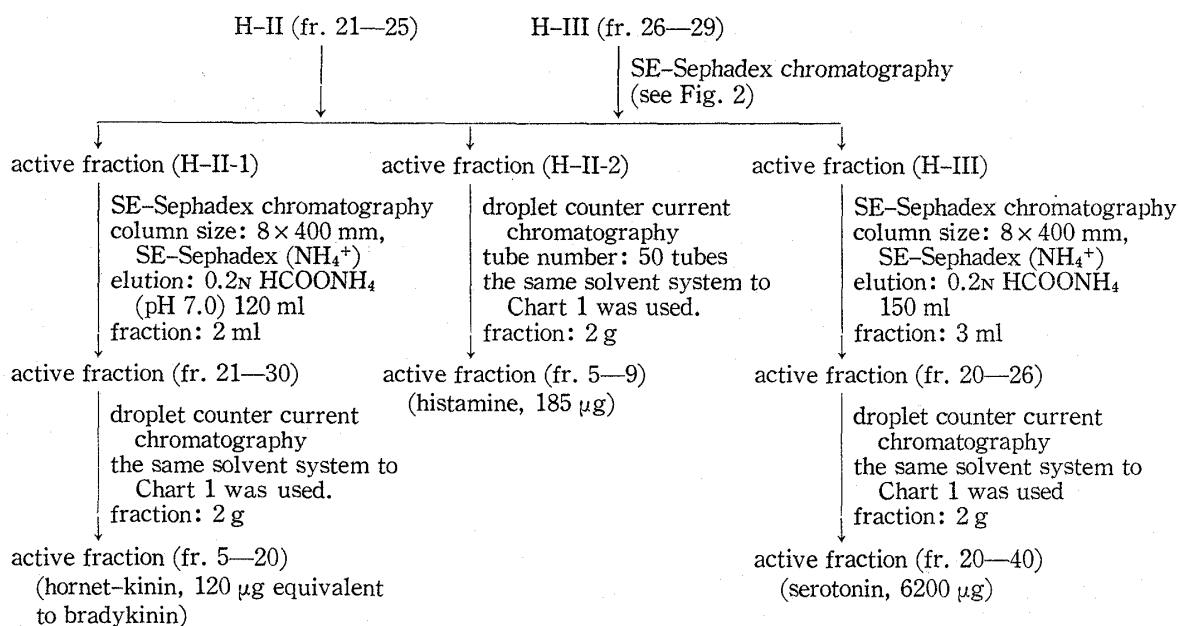 H–II (fr. 21—25)
H–III (fr. 26—29)
SE–Sephadex chromatography
(see Fig. 2)
active fraction (H–II-1)
SE–Sephadex chromatography
column size: 8 × 400 mm,
SE–Sephadex (NH₄⁺)
elution: 0.2N HCOONH₄
(pH 7.0) 120 ml
fraction: 2 ml
active fraction (fr. 21—30)
droplet counter current
chromatography
the same solvent system to
Chart 1 was used.
fraction: 2 g
active fraction (fr. 5—20)
(hornet–kinin, 120 μg equivalent
to bradykinin)
active fraction (H–II-2)
droplet counter current
chromatography
tube number: 50 tubes
the same solvent system to
Chart 1 was used.
fraction: 2 g
active fraction (fr. 5—9)
(histamine, 185 μg)
active fraction (H–III)
SE–Sephadex chromatography
column size: 8 × 400 mm,
SE–Sephadex (NH₄⁺)
elution: 0.2N HCOONH₄
150 ml
fraction: 3 ml
active fraction (fr. 20—26)
droplet counter current
chromatography
the same solvent system to
Chart 1 was used
fraction: 2 g
active fraction (fr. 20—40)
(serotonin, 6200 μg)